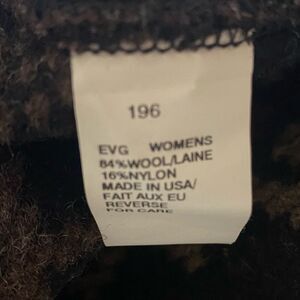 196
EVG WOMENS
84%WOOL/LAINE
16%NYLON
MADE IN USA/
FAIT AUX EU
REVERSE
FOR CARE